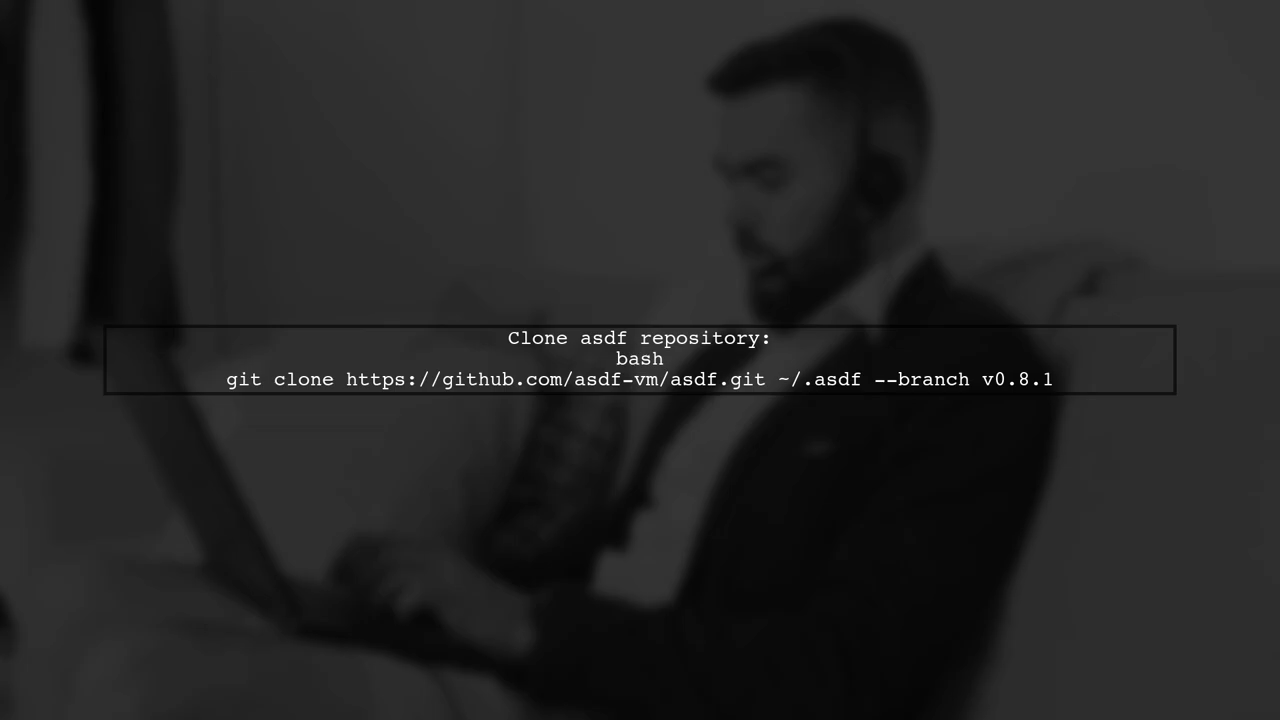 Clone asdf repository:
bash
git clone https://github.com/asdf-vm/asdf.git ~/.asdf --branch v0.8.1